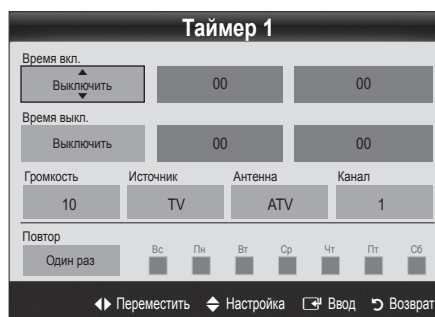 Таймер 1
Время вкл.
Выключить 00 00
Время выкл.
Выключить 00 00
Громкость Источник Антенна Канал
10 TV ATV 1
Повтор
Вс Пн Вт Ср Чт Пт Сб
Один раз
Переместить Настройка Ввод Возврат